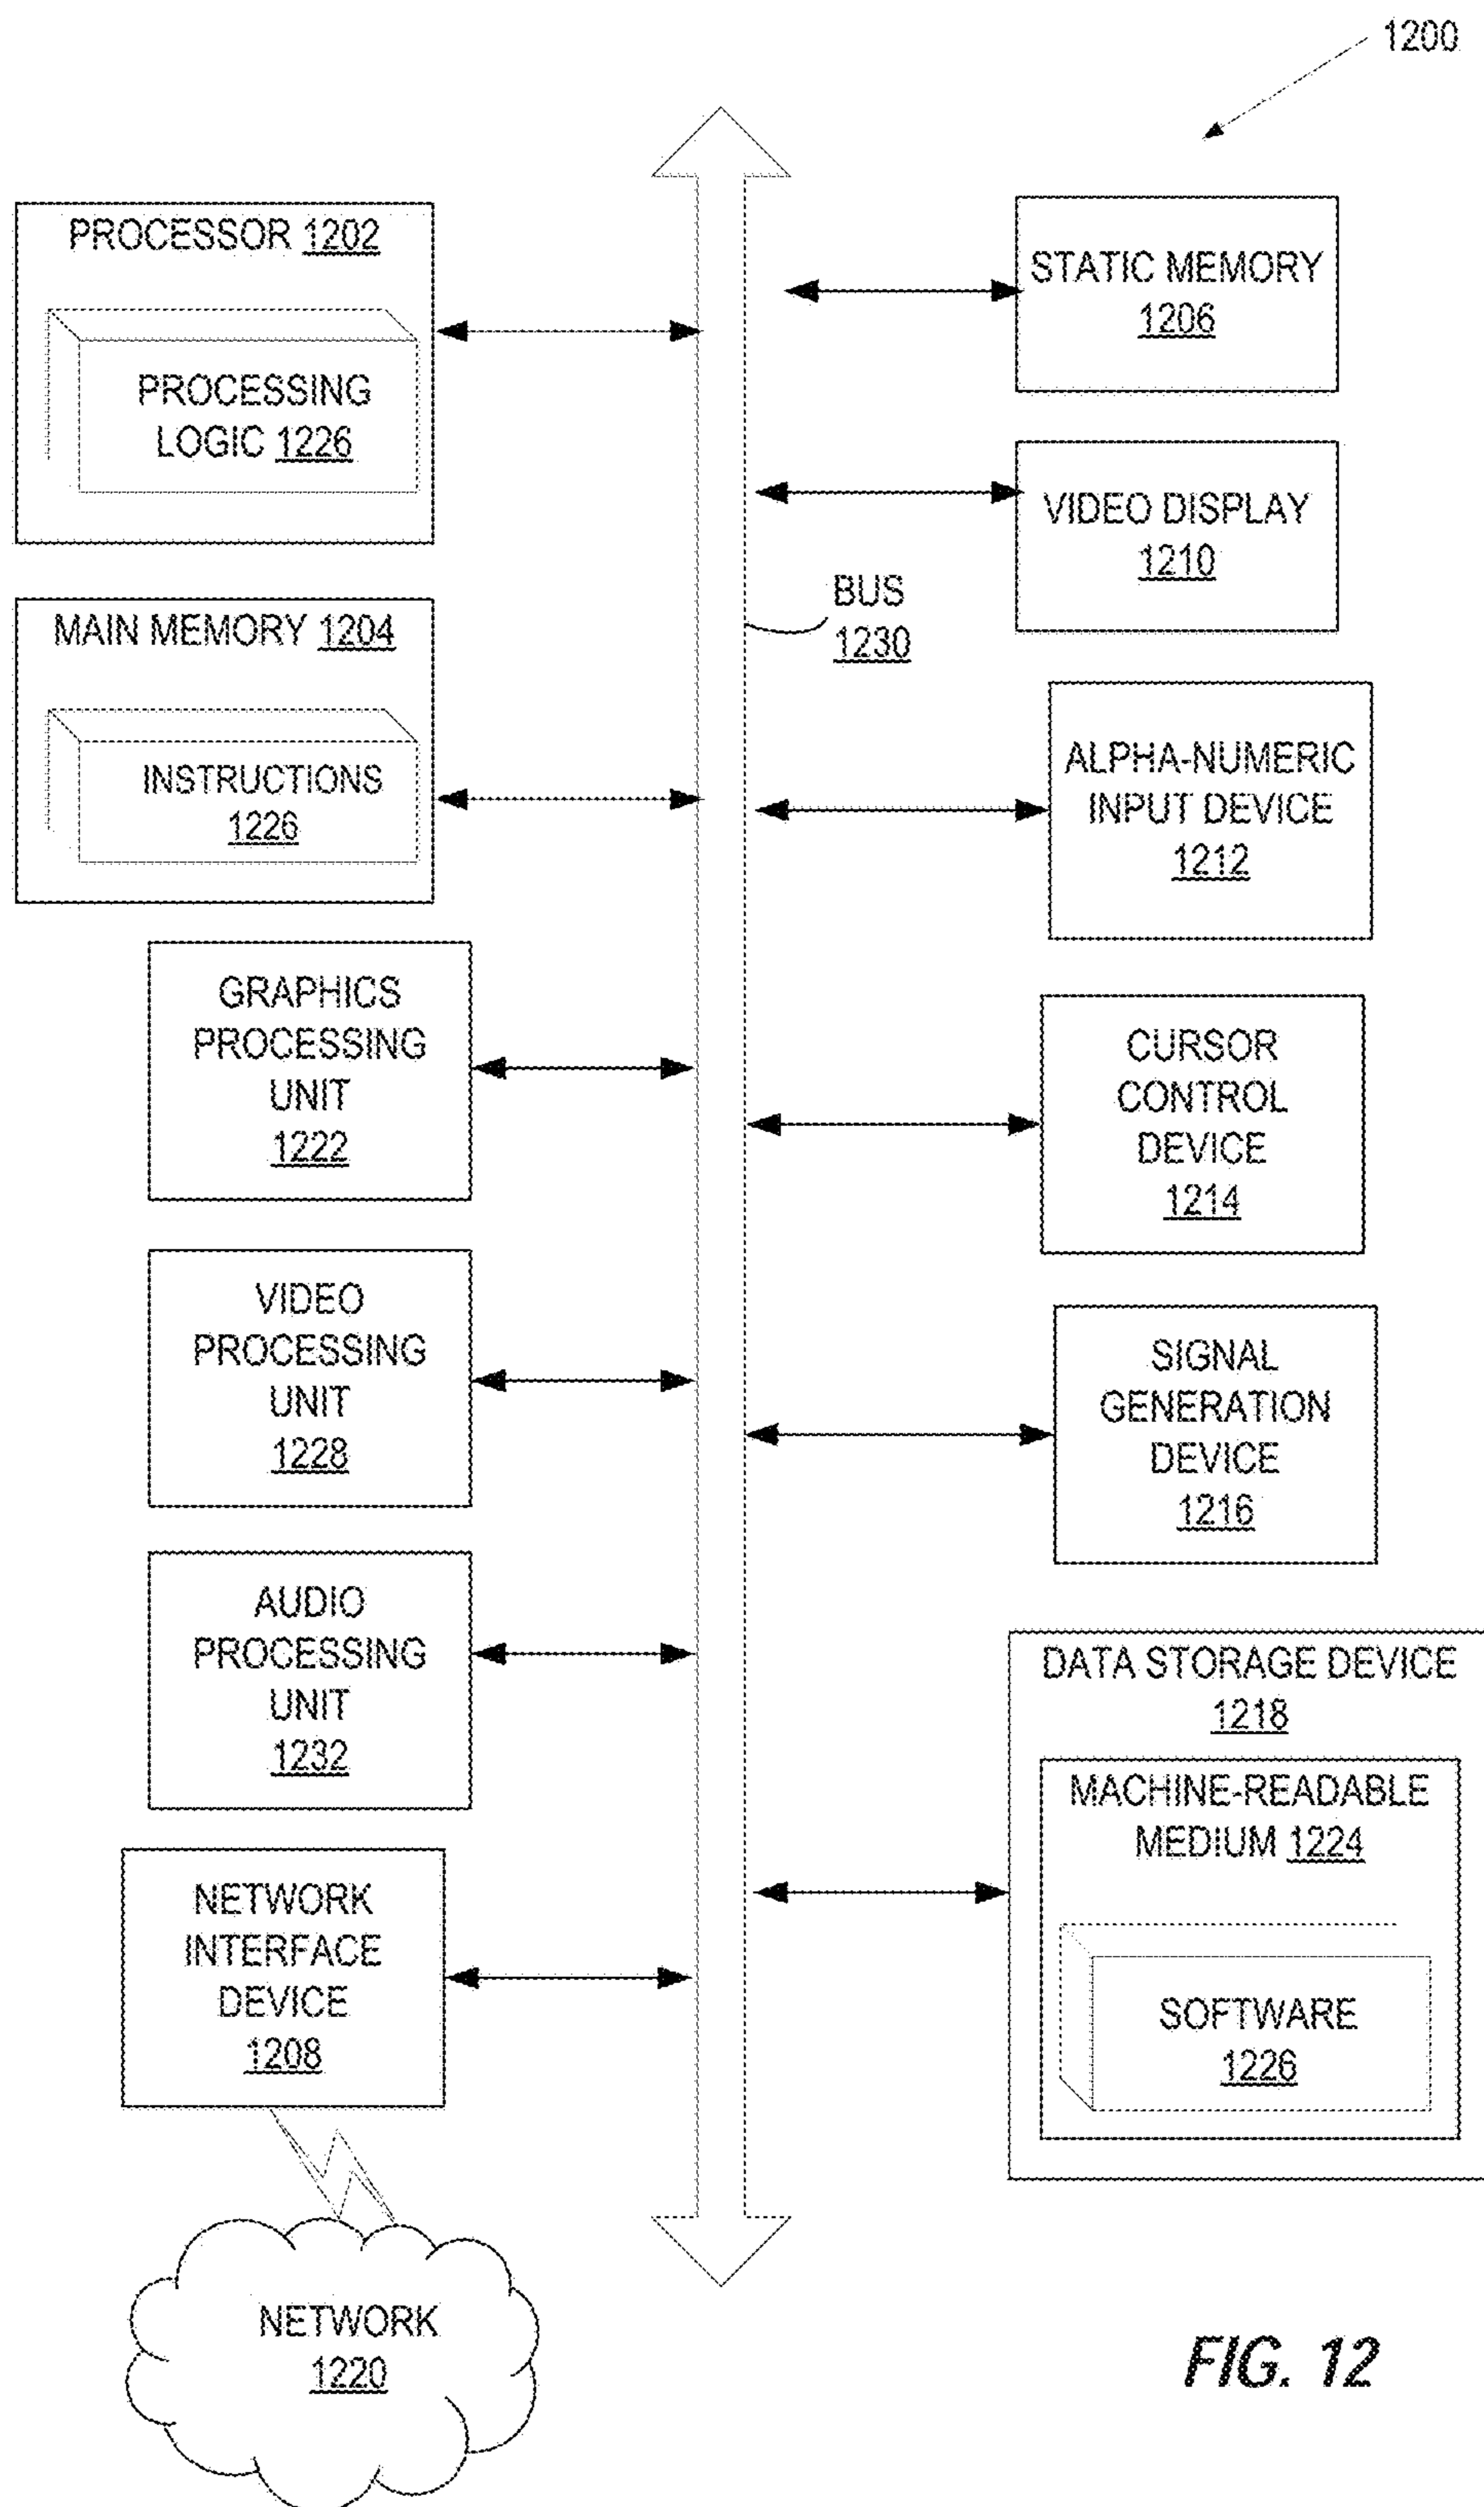 1200
PROCESSOR 1202
PROCESSING
LOGIC 1226
MAIN MEMORY 1204
INSTRUCTIONS
1226
GRAPHICS
PROCESSING
UNIT
1222
VIDEO
PROCESSING
UNIT
1228
AUDIO
PROCESSING
UNIT
1232
NETWORK
INTERFACE
DEVICE
1208
NETWORK
1220
BUS
1230
STATIC MEMORY
1206
VIDEO DISPLAY
1210
ALPHA-NUMERIC
INPUT DEVICE
1212
CURSOR
CONTROL
DEVICE
1214
SIGNAL
GENERATION
DEVICE
1216
DATA STORAGE DEVICE
1218
MACHINE-READABLE
MEDIUM 1224
SOFTWARE
1226
FIG. 12